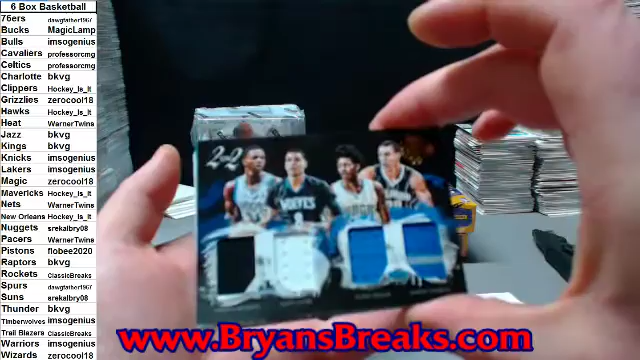 6 Box Basketball
76ers dawgfather1967
Bucks MagicLamp
Bulls imsogenius
Cavaliers professorcmg
Celtics professorcmg
Charlotte bkvg
Clippers Hockey_Is_It
Grizzlies zerocool18
Hawks Hockey_Is_It
Heat WarnerTwins
Jazz bkvg
Kings bkvg
Knicks imsogenius
Lakers imsogenius
Magic zerocool18
Mavericks Hockey_Is_It
Nets WarnerTwins
New Orleans Hockey_Is_It
Nuggets srekalbry08
Pacers WarnerTwins
Pistons flobee2020
Raptors bkvg
Rockets ClassicBreaks
Spurs dawgfather1967
Suns srekalbry08
Thunder bkvg
Timberwolves imsogenius
Trail Blazers ClassicBreaks
Warriors imsogenius
Wizards zerocool18
WOLVES
www.BryansBreaks.com